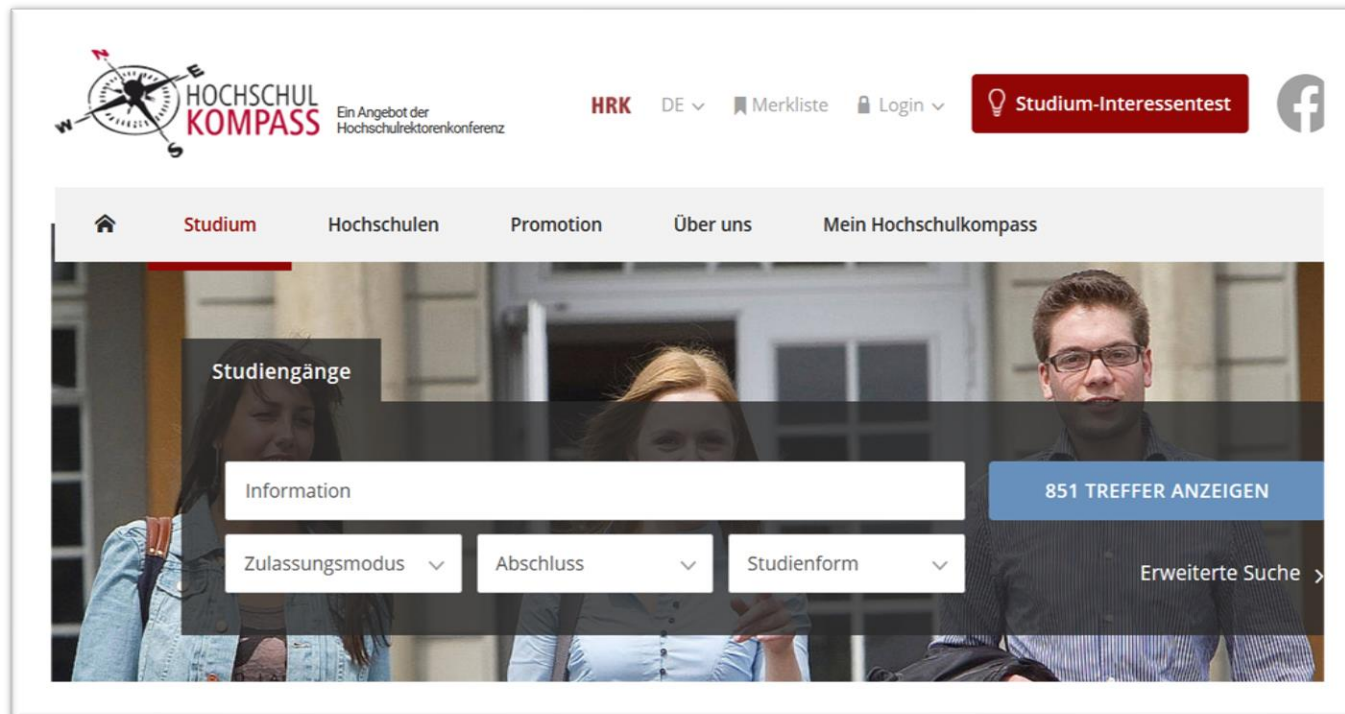 N
E
W
S
HOCHSCHUL
KOMPASS
Ein Angebot der
Hochschulrektorenkonferenz
HRK DE Merkliste Login Studium-Interessentest
Studium Hochschulen Promotion Über uns Mein Hochschulkompass
Studiengänge
Information 851 TREFFER ANZEIGEN
Zulassungsmodus Abschluss Studienform Erweiterte Suche